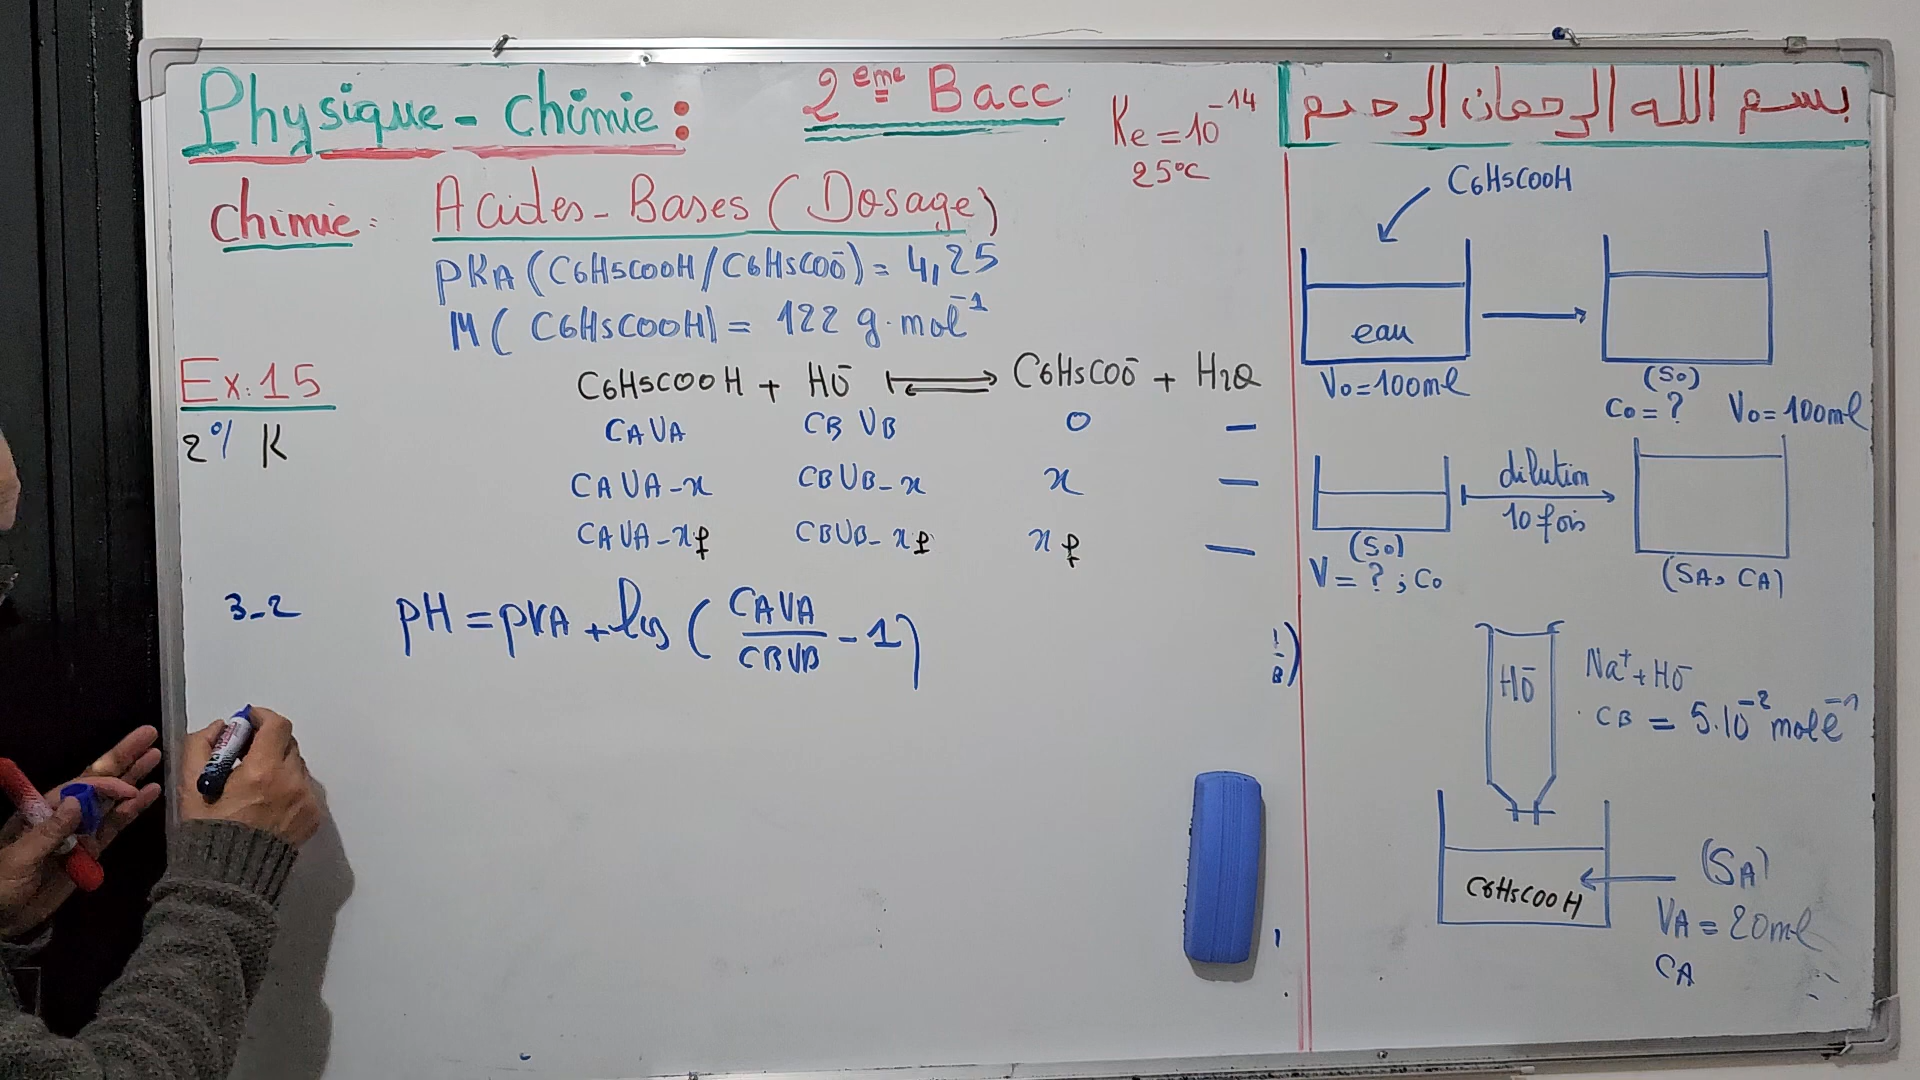 Physique - Chimie :
2ème Bacc
Ke = 10⁻¹⁴
25°C
بسم الله الرحمان الرحيم
Chimie : Acides - Bases (Dosage)
pKA (C6H5COOH/C6H5COO⁻) = 4,25
M (C6H5COOH) = 122 g.mol⁻¹
Ex:15
C6H5COOH + HO⁻ ⇌ C6H5COO⁻ + H2O
2°/ K
CAVA CBVB 0 -
CAVA - x CBVB - x x -
CAVA - xf CBVB - xf xf -
3-2 pH = pKA + log (CAVA/CBVB - 1)
C6H5COOH
eau
V0 = 100ml
(S0)
C0 = ? V0 = 100ml
dilution
10 fois
(S0)
V = ? ; C0
(SA, CA)
HO⁻
Na⁺ + HO⁻
CB = 5.10⁻² mol l⁻¹
C6H5COOH
(SA)
VA = 20ml
CA